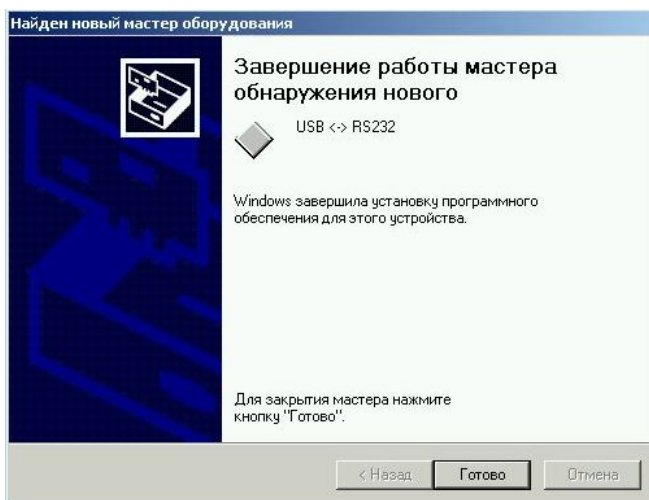 Найден новый мастер оборудования
Завершение работы мастера
обнаружения нового
USB <-> RS232
Windows завершила установку программного
обеспечения для этого устройства.
Для закрытия мастера нажмите
кнопку "Готово".
< Назад
Готово
Отмена